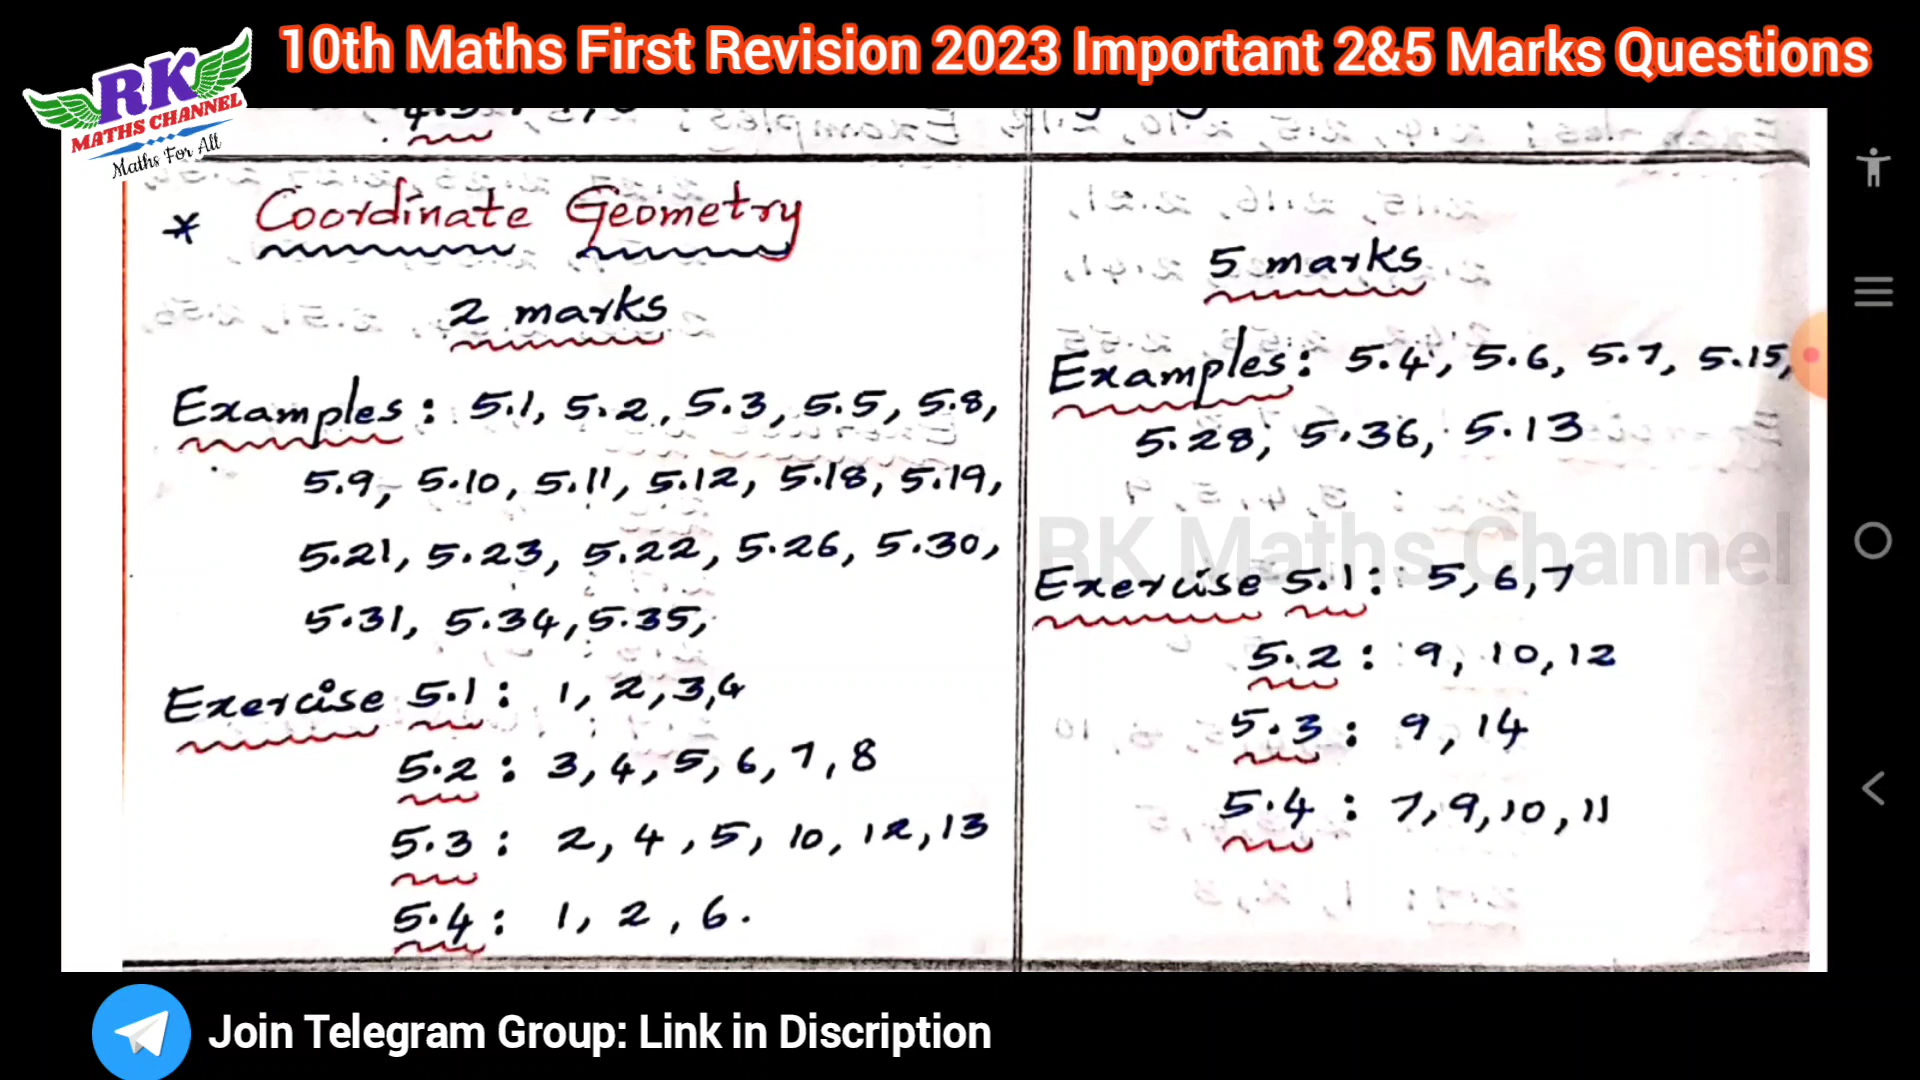 10th Maths First Revision 2023 Important 2&5 Marks Questions
RK
MATHS CHANNEL
Maths For All
* Coordinate Geometry
2 marks
Examples: 5.1, 5.2, 5.3, 5.5, 5.8,
5.9, 5.10, 5.11, 5.12, 5.18, 5.19,
5.21, 5.23, 5.22, 5.26, 5.30,
5.31, 5.34, 5.35,
Exercise 5.1: 1, 2, 3, 4
5.2: 3, 4, 5, 6, 7, 8
5.3: 2, 4, 5, 10, 12, 13
5.4: 1, 2, 6.
5 marks
Examples: 5.4, 5.6, 5.7, 5.15,
5.28, 5.36, 5.13
RK Maths Channel
Exercise 5.1: 5, 6, 7
5.2: 9, 10, 12
5.3: 9, 14
5.4: 7, 9, 10, 11
Join Telegram Group: Link in Discription